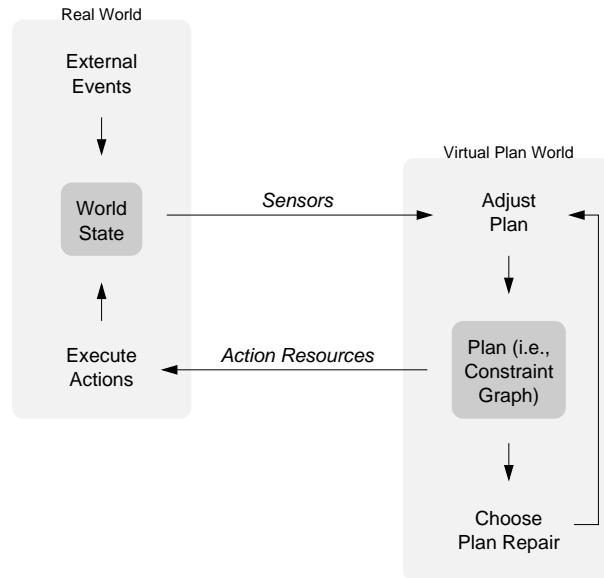 Real World
External
Events
World
State
Execute
Actions
Sensors
Action Resources
Virtual Plan World
Adjust
Plan
Plan (i.e.,
Constraint
Graph)
Choose
Plan Repair